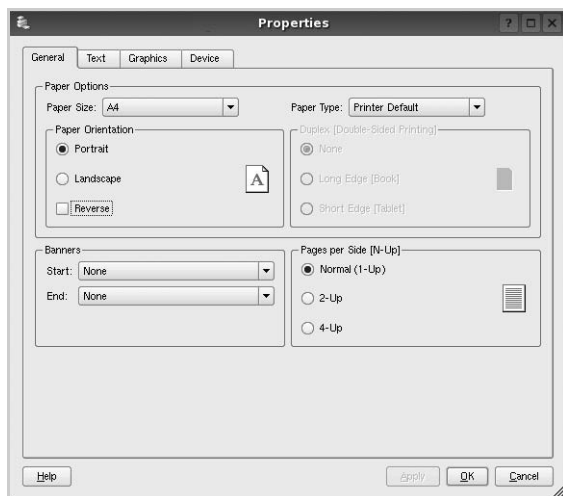 Properties
General Text Graphics Device
Paper Options
Paper Size: A4 Paper Type: Printer Default
Paper Orientation
Portrait
Landscape
A
Reverse
Duplex [Double-Sided Printing]
None
Long Edge [Book]
Short Edge [Tablet]
Banners
Start: None
End: None
Pages per Side [N-Up]
Normal (1-Up)
2-Up
4-Up
Help Apply OK Cancel